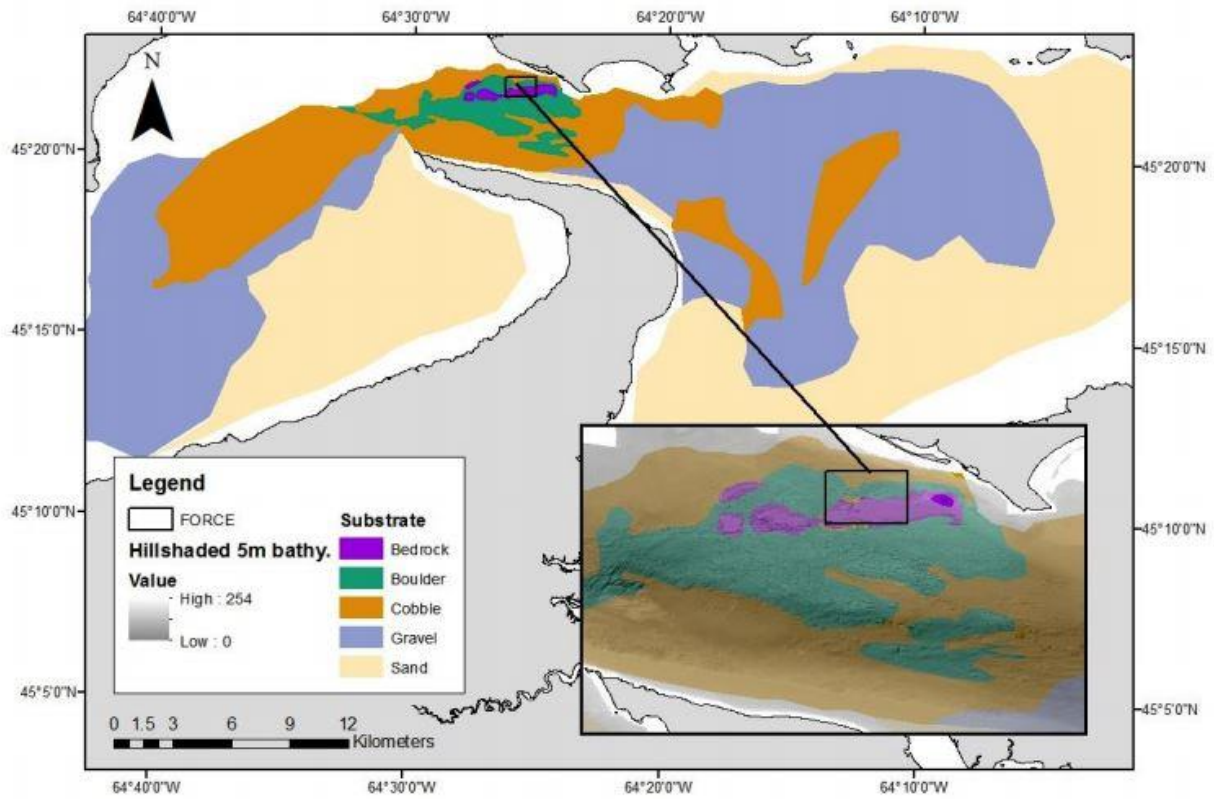 64°40'0"W 64°30'0"W 64°20'0"W 64°10'0"W
N
45°20'0"N 45°20'0"N
45°15'0"N 45°15'0"N
45°10'0"N 45°10'0"N
45°5'0"N 45°5'0"N
Legend
FORCE
Hillshaded 5m bathy.
Value
High : 254
Low : 0
Substrate
Bedrock
Boulder
Cobble
Gravel
Sand
0 1.5 3 6 9 12
Kilometers
64°40'0"W 64°30'0"W 64°20'0"W 64°10'0"W